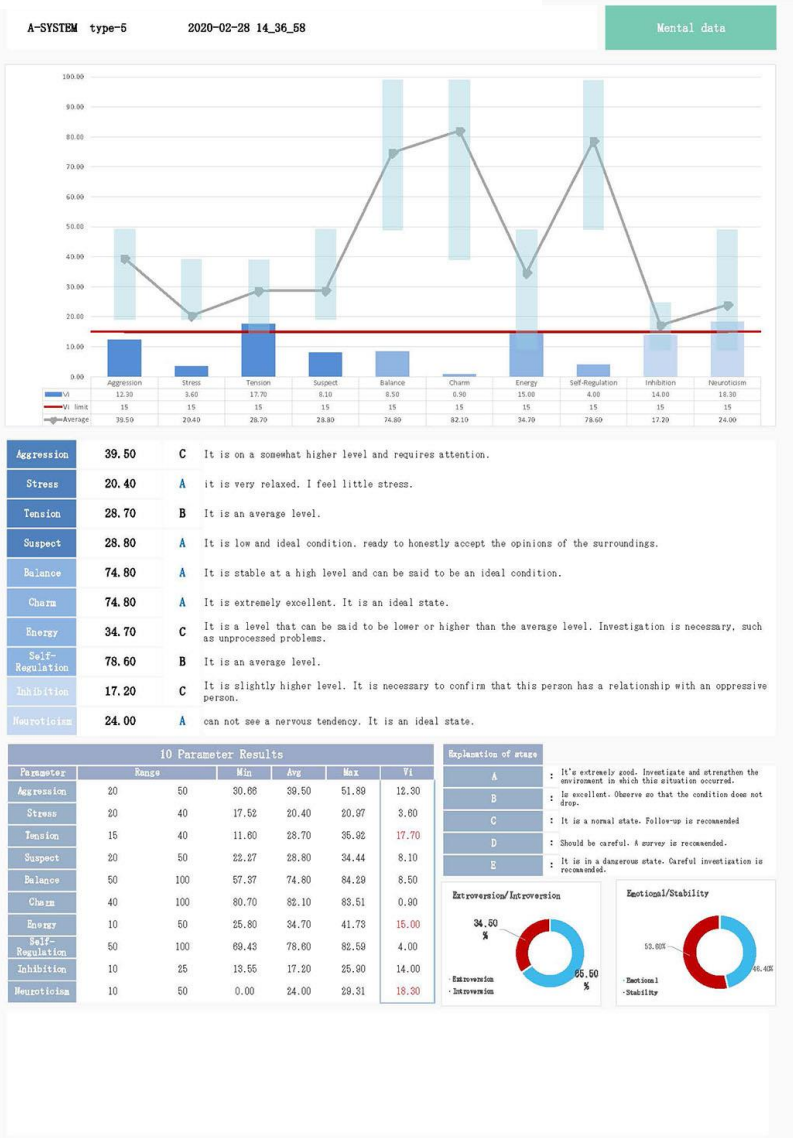 A-SYSTEM type-5 2020-02-28 14_36_58 Mental data
100.00
90.00
80.00
70.00
60.00
50.00
40.00
30.00
20.00
10.00
0.00
Aggression Stress Tension Suspect Balance Charm Energy Self-Regulation Inhibition Neuroticism
Vi 12.30 3.60 17.70 8.10 8.50 0.90 15.00 4.00 14.00 18.30
Vi limit 15 15 15 15 15 15 15 15 15 15
Average 39.50 20.40 28.70 28.80 74.80 82.10 34.70 78.60 17.20 24.00
Aggression 39.50 C It is on a somewhat higher level and requires attention.
Stress 20.40 A it is very relaxed. I feel little stress.
Tension 28.70 B It is an average level.
Suspect 28.80 A It is low and ideal condition. ready to honestly accept the opinions of the surroundings.
Balance 74.80 A It is stable at a high level and can be said to be an ideal condition.
Charm 74.80 A It is extremely excellent. It is an ideal state.
Energy 34.70 C It is a level that can be said to be lower or higher than the average level. Investigation is necessary, such
as unprocessed problems.
Self-
Regulation 78.60 B It is an average level.
Inhibition 17.20 C It is slightly higher level. It is necessary to confirm that this person has a relationship with an oppressive
person.
Neuroticism 24.00 A can not see a nervous tendency. It is an ideal state.
10 Parameter Results
Parameter Range Min Avg Max Vi
Aggression 20 50 30.66 39.50 51.89 12.30
Stress 20 40 17.52 20.40 20.97 3.60
Tension 15 40 11.60 28.70 35.92 17.70
Suspect 20 50 22.27 28.80 34.44 8.10
Balance 50 100 57.37 74.80 84.29 8.50
Charm 40 100 80.70 82.10 83.51 0.90
Energy 10 50 25.80 34.70 41.73 15.00
Self-
Regulation 50 100 69.43 78.60 82.59 4.00
Inhibition 10 25 13.55 17.20 25.90 14.00
Neuroticism 10 50 0.00 24.00 29.31 18.30
Explanation of stage
A : It's extremely good. Investigate and strengthen the
environment in which this situation occurred.
B : Is excellent. Observe so that the condition does not
drop.
C : It is a normal state. Follow-up is recommended
D : Should be careful. A survey is recommended.
E : It is in a dangerous state. Careful investigation is
recommended.
Extroversion/Introversion
34.50
%
65.50
%
· Extroversion
· Introversion
Emotional/Stability
53.60%
46.40%
· Emotional
· Stability